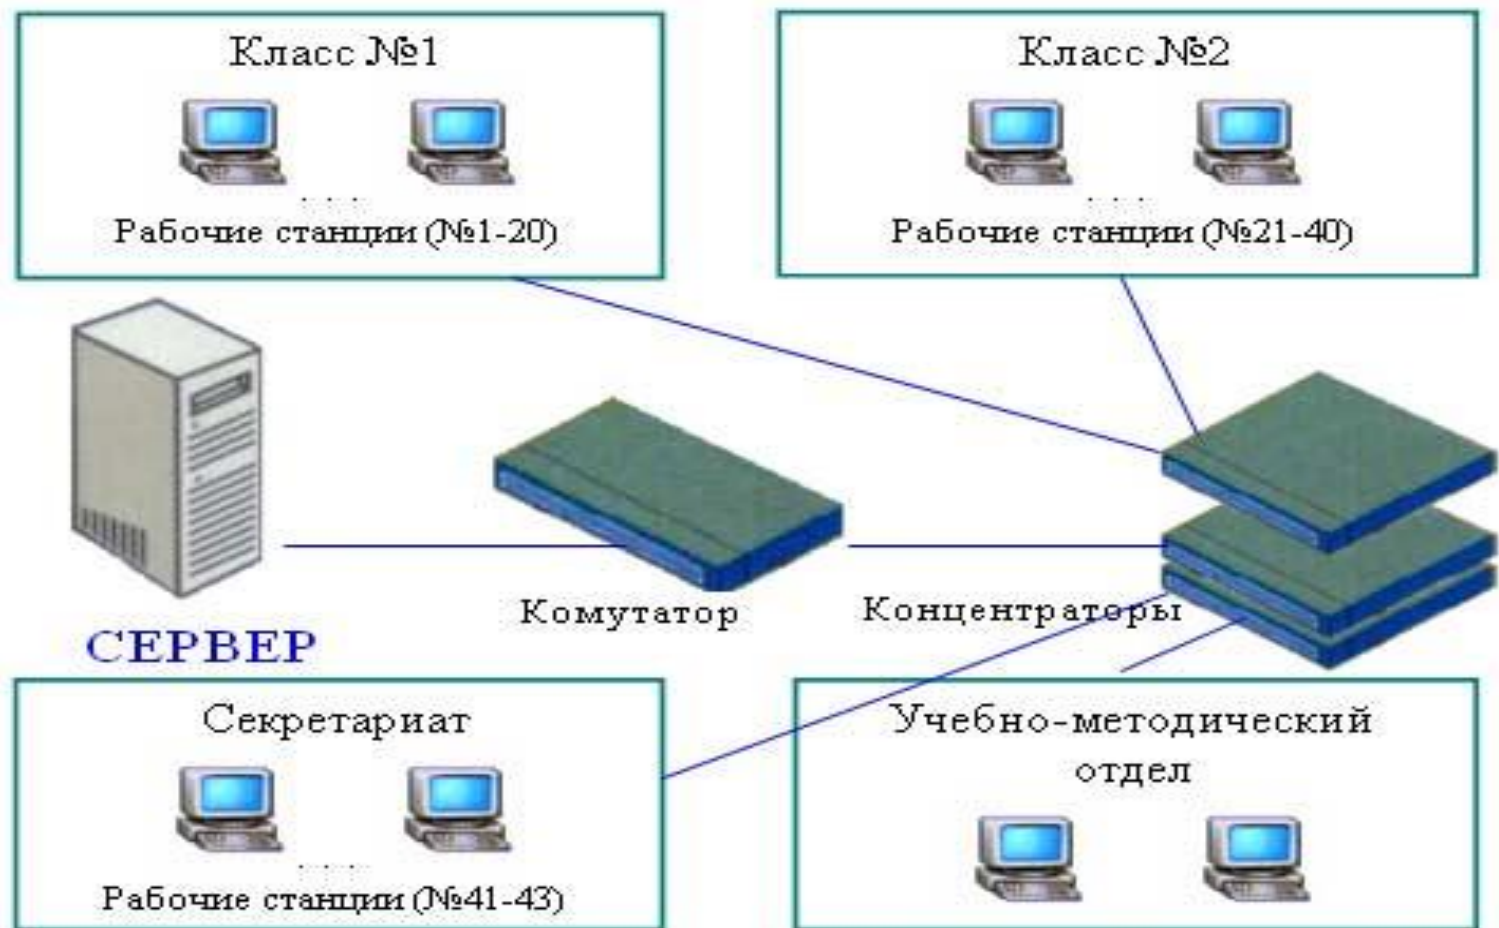 Класс №1
Класс №2
. . .
. . .
Рабочие станции (№1-20)
Рабочие станции (№21-40)
Комутатор
Концентраторы
СЕРВЕР
Секретариат
Учебно-методический
отдел
. . .
Рабочие станции (№41-43)